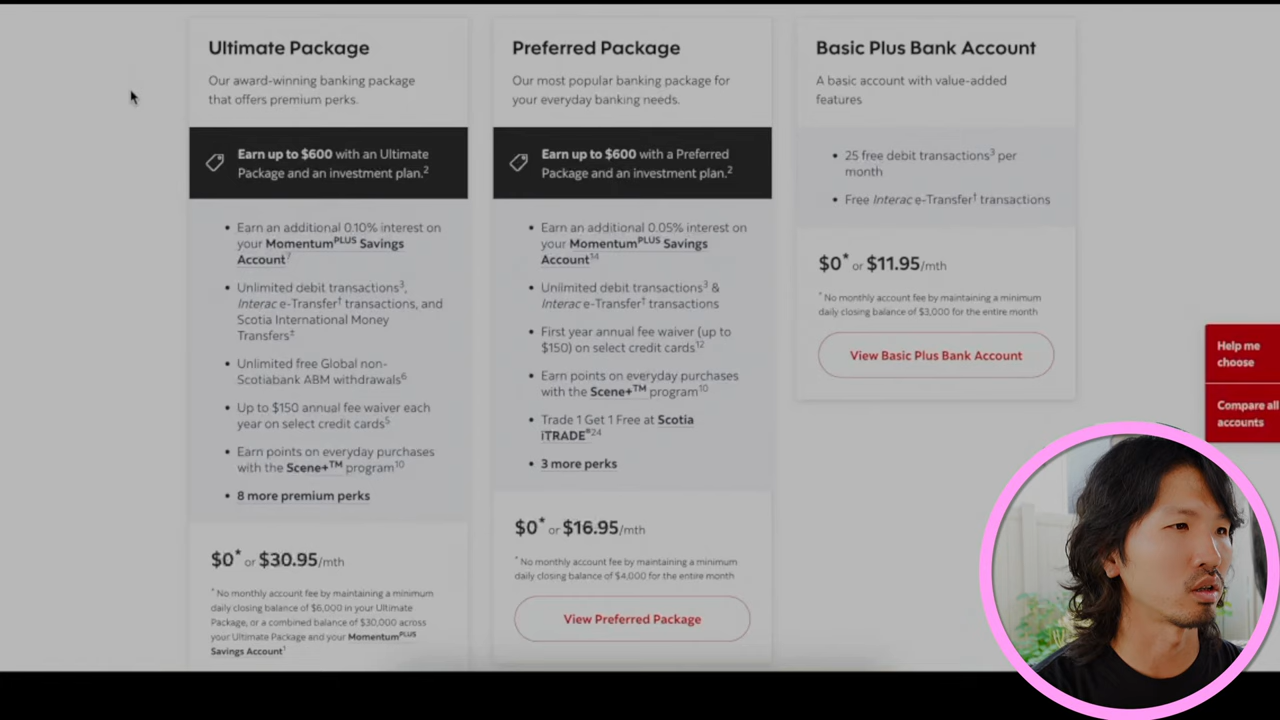 Ultimate Package
Our award-winning banking package
that offers premium perks.
Earn up to $600 with an Ultimate
Package and an investment plan.2
• Earn an additional 0.10% interest on
your MomentumPLUS Savings
Account7
• Unlimited debit transactions3,
Interac e-Transfer† transactions, and
Scotia International Money
Transfers‡
• Unlimited free Global non-
Scotiabank ABM withdrawals6
• Up to $150 annual fee waiver each
year on select credit cards5
• Earn points on everyday purchases
with the Scene+TM program10
• 8 more premium perks
$0* or $30.95/mth
* No monthly account fee by maintaining a minimum
daily closing balance of $6,000 in your Ultimate
Package, or a combined balance of $30,000 across
your Ultimate Package and your MomentumPLUS
Savings Account1
Preferred Package
Our most popular banking package for
your everyday banking needs.
Earn up to $600 with a Preferred
Package and an investment plan.2
• Earn an additional 0.05% interest on
your MomentumPLUS Savings
Account14
• Unlimited debit transactions3 &
Interac e-Transfer† transactions
• First year annual fee waiver (up to
$150) on select credit cards12
• Earn points on everyday purchases
with the Scene+TM program10
• Trade 1 Get 1 Free at Scotia
iTRADE®24
• 3 more perks
$0* or $16.95/mth
* No monthly account fee by maintaining a minimum
daily closing balance of $4,000 for the entire month
View Preferred Package
Basic Plus Bank Account
A basic account with value-added
features
• 25 free debit transactions3 per
month
• Free Interac e-Transfer† transactions
$0* or $11.95/mth
* No monthly account fee by maintaining a minimum
daily closing balance of $3,000 for the entire month
View Basic Plus Bank Account
Help me
choose
Compare all
accounts